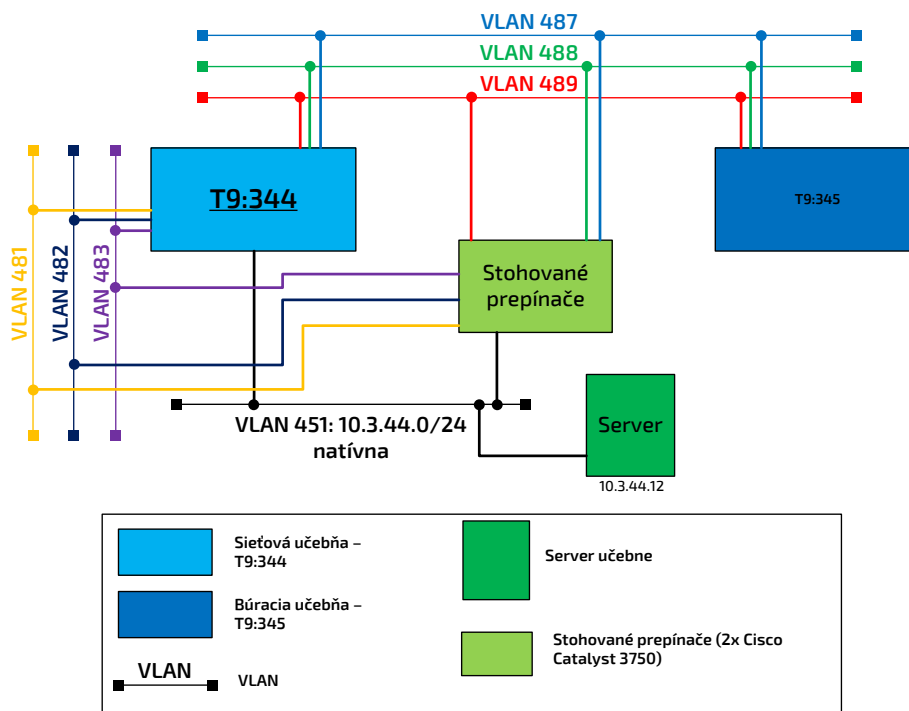 VLAN 487
VLAN 488
VLAN 489
T9:344
T9:345
VLAN 481
VLAN 482
VLAN 483
Stohované
prepínače
VLAN 451: 10.3.44.0/24
natívna
Server
10.3.44.12
Sieťová učebňa –
T9:344
Server učebne
Búracia učebňa –
T9:345
Stohované prepínače (2x Cisco
Catalyst 3750)
VLAN
VLAN